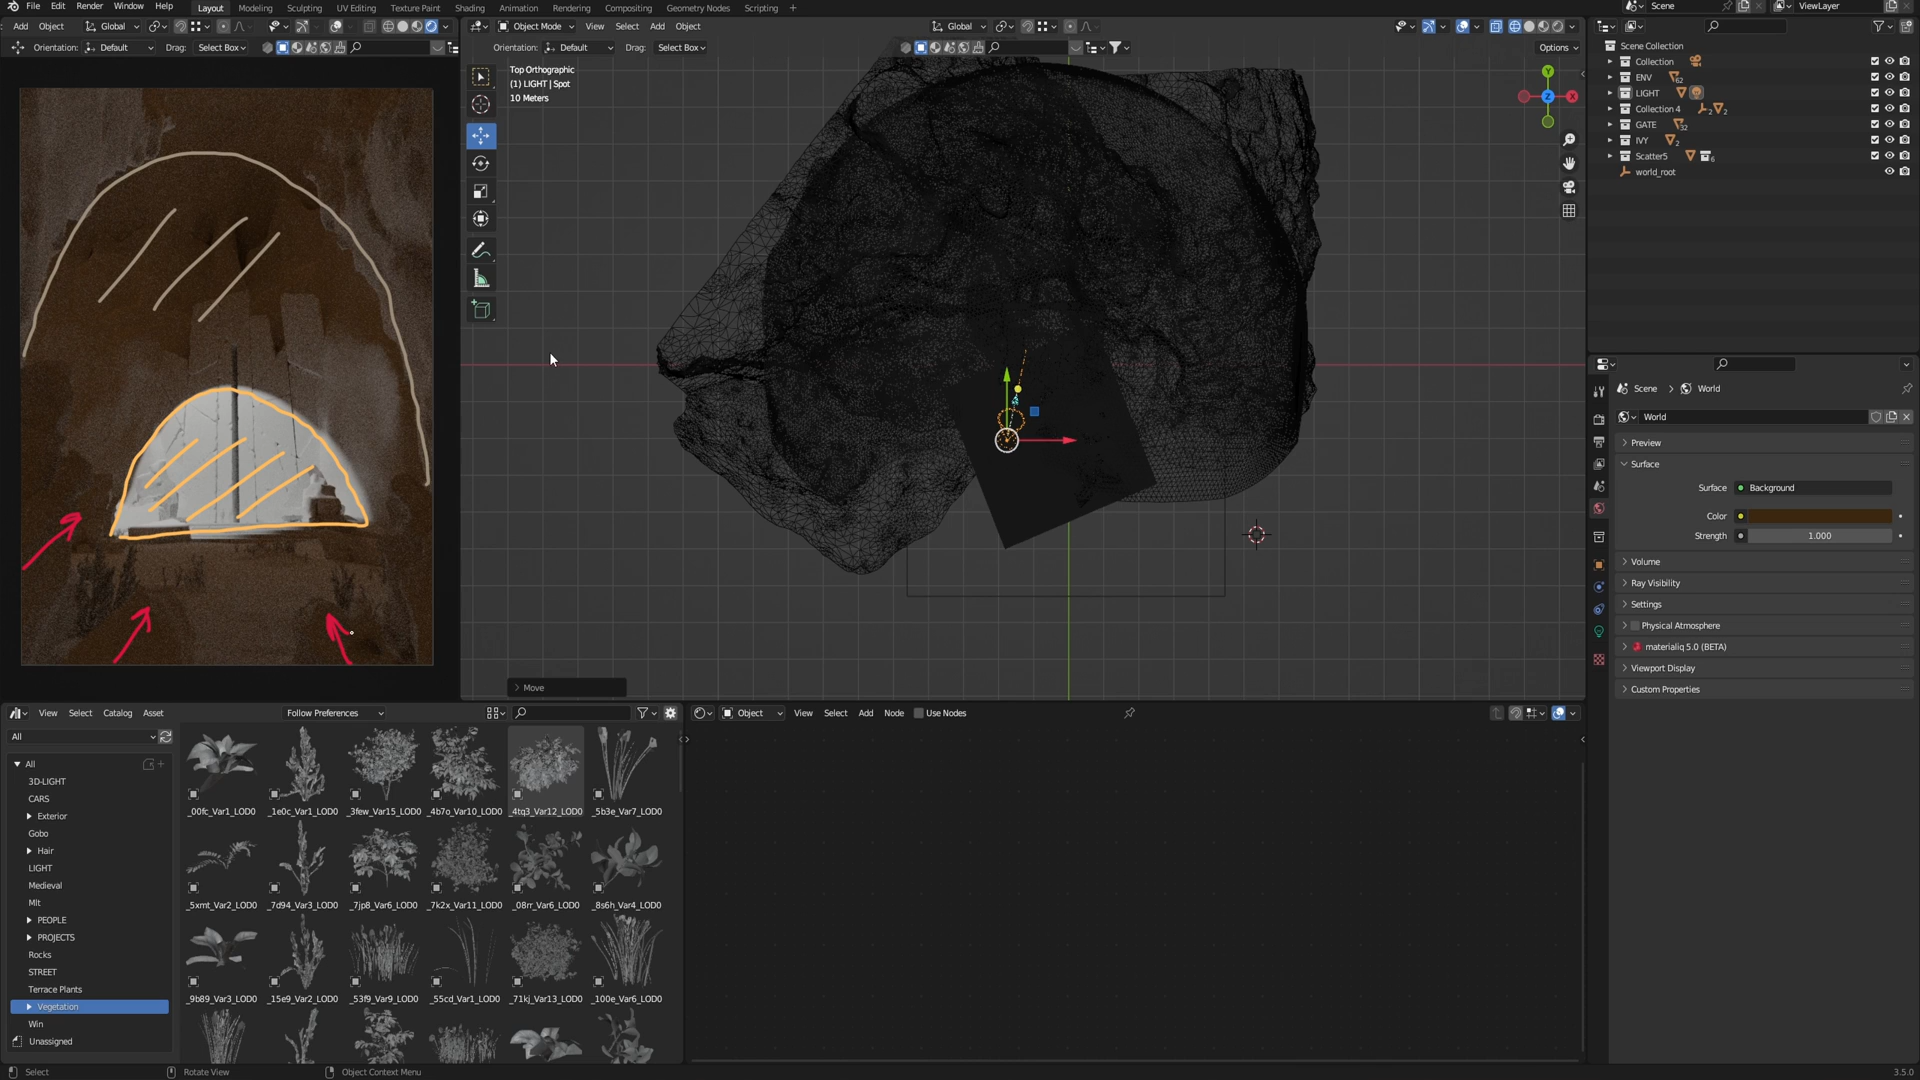 File Edit Render Window Help Layout Modeling Sculpting UV Editing Texture Paint Shading Animation Rendering Compositing Geometry Nodes Scripting + Scene ViewLayer
Add Object Global Object Mode View Select Add Object Global
Orientation: Default Drag: Select Box Orientation: Default Drag: Select Box Options
Top Orthographic
(1) LIGHT | Spot
10 Meters
Y
Z
X
Move
Scene Collection
Collection
ENV 62
LIGHT
Collection 4 2 2
GATE 32
IVY 2
Scatter5 6
world_root
Scene > World
World
Preview
Surface
Surface Background
Color
Strength 1.000
Volume
Ray Visibility
Settings
Physical Atmosphere
materialiq 5.0 (BETA)
Viewport Display
Custom Properties
View Select Catalog Asset Follow Preferences
All
All
3D-LIGHT
CARS
Exterior
Gobo
Hair
LIGHT
Medieval
Mlt
PEOPLE
PROJECTS
Rocks
STREET
Terrace Plants
Vegetation
Win
Unassigned
_00fc_Var1_LOD0 _1e0c_Var1_LOD0 _3few_Var15_LOD0 _4b7o_Var10_LOD0 _4tq3_Var12_LOD0 _5b3e_Var7_LOD0
_5xmt_Var2_LOD0 _7d94_Var3_LOD0 _7jp8_Var6_LOD0 _7k2x_Var11_LOD0 _08rr_Var6_LOD0 _8s6h_Var4_LOD0
_9b89_Var3_LOD0 _15e9_Var2_LOD0 _53f9_Var9_LOD0 _55cd_Var1_LOD0 _71kj_Var13_LOD0 _100e_Var6_LOD0
Object View Select Add Node Use Nodes
Select Rotate View Object Context Menu 3.5.0